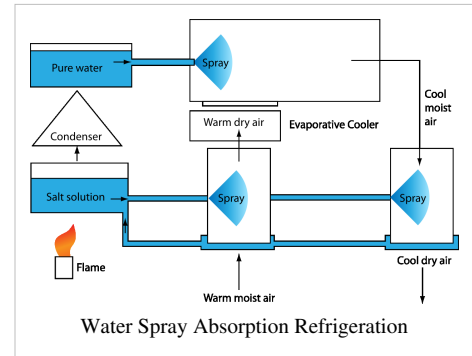 Pure water
Spray
Cool
moist
air
Warm dry air
Evaporative Cooler
Condenser
Salt solution
Spray
Spray
Flame
Warm moist air
Cool dry air
Water Spray Absorption Refrigeration